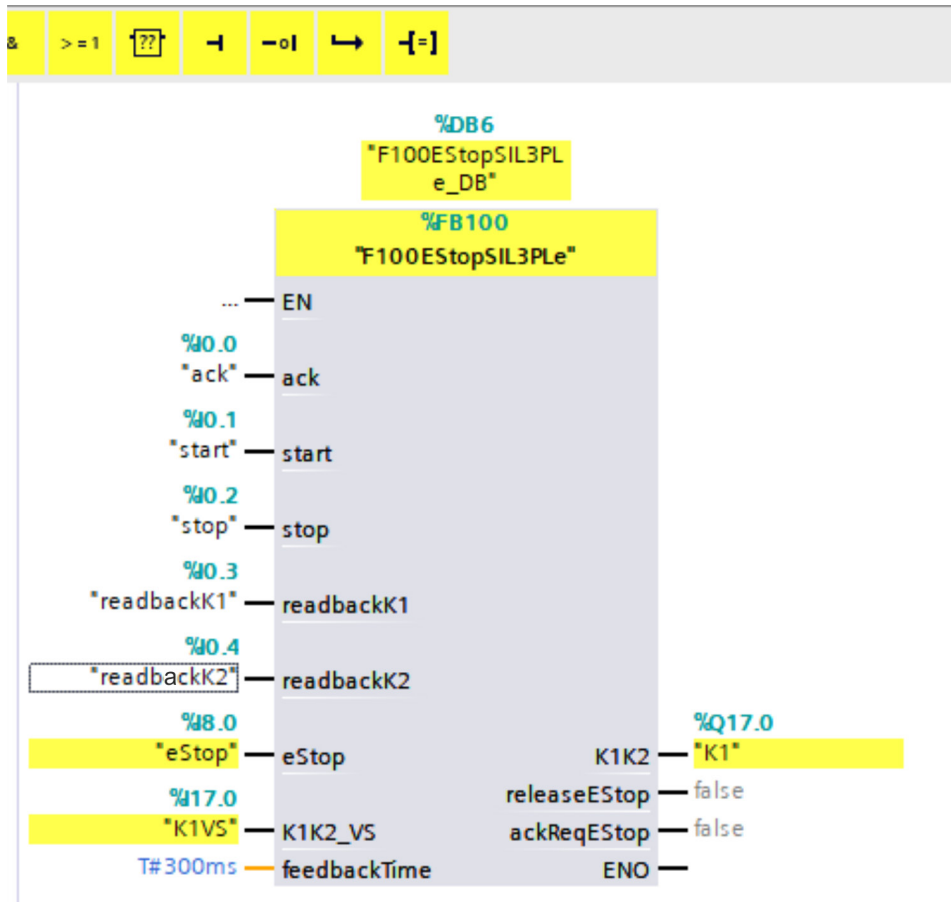 & >=1 ?? -| -o| -[=]
%DB6
"F100EStopSIL3PL
e_DB"
%FB100
"F100EStopSIL3PLe"
... EN
%I0.0
"ack" ack
%I0.1
"start" start
%I0.2
"stop" stop
%I0.3
"readbackK1" readbackK1
%I0.4
"readbackK2" readbackK2
%I8.0 %Q17.0
"eStop" eStop K1K2 "K1"
releaseEStop false
%I17.0
"K1VS" K1K2_VS ackReqEStop false
T#300ms feedbackTime ENO